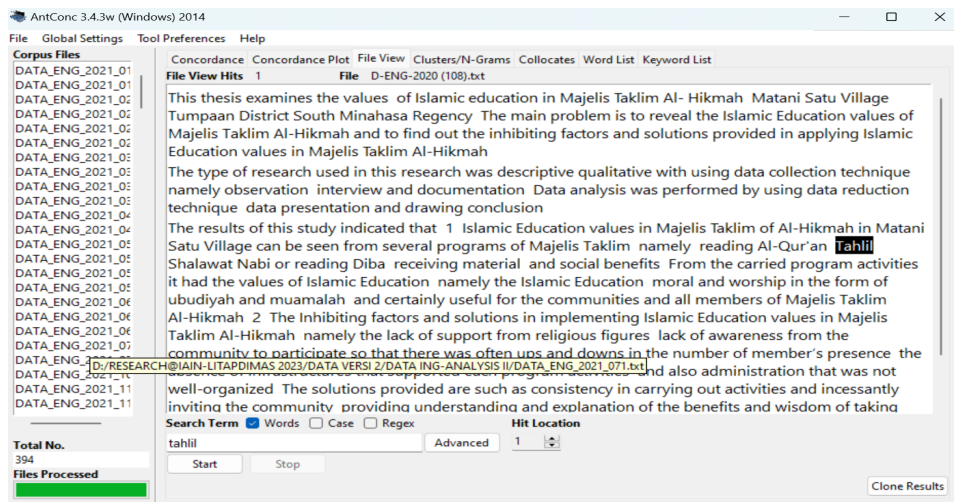 AntConc 3.4.3w (Windows) 2014
File Global Settings Tool Preferences Help
Corpus Files
DATA_ENG_2021_01
DATA_ENG_2021_01
DATA_ENG_2021_02
DATA_ENG_2021_02
DATA_ENG_2021_02
DATA_ENG_2021_02
DATA_ENG_2021_03
DATA_ENG_2021_03
DATA_ENG_2021_03
DATA_ENG_2021_03
DATA_ENG_2021_04
DATA_ENG_2021_04
DATA_ENG_2021_05
DATA_ENG_2021_05
DATA_ENG_2021_05
DATA_ENG_2021_05
DATA_ENG_2021_06
DATA_ENG_2021_06
DATA_ENG_2021_06
DATA_ENG_2021_07
DATA_ENG_2
DATA_ENG_2021_11
DATA_ENG_2021_11
Total No.
394
Files Processed
Concordance Concordance Plot File View Clusters/N-Grams Collocates Word List Keyword List
File View Hits 1 File D-ENG-2020 (108).txt
This thesis examines the values of Islamic education in Majelis Taklim Al- Hikmah Matani Satu Village
Tumpaan District South Minahasa Regency The main problem is to reveal the Islamic Education values of
Majelis Taklim Al-Hikmah and to find out the inhibiting factors and solutions provided in applying Islamic
Education values in Majelis Taklim Al-Hikmah
The type of research used in this research was descriptive qualitative with using data collection technique
namely observation interview and documentation Data analysis was performed by using data reduction
technique data presentation and drawing conclusion
The results of this study indicated that 1 Islamic Education values in Majelis Taklim of Al-Hikmah in Matani
Satu Village can be seen from several programs of Majelis Taklim namely reading Al-Qur'an Tahlil
Shalawat Nabi or reading Diba receiving material and social benefits From the carried program activities
it had the values of Islamic Education namely the Islamic Education moral and worship in the form of
ubudiyah and muamalah and certainly useful for the communities and all members of Majelis Taklim
Al-Hikmah 2 The Inhibiting factors and solutions in implementing Islamic Education values in Majelis
Taklim Al-Hikmah namely the lack of support from religious figures lack of awareness from the
community to participate so that there was often ups and downs in the number of member's presence the
D:/RESEARCH@IAIN-LITAPDIMAS 2023/DATA VERSI 2/DATA ING-ANALYSIS II/DATA_ENG_2021_071.txt
and also administration that was not
well-organized The solutions provided are such as consistency in carrying out activities and incessantly
inviting the community providing understanding and explanation of the benefits and wisdom of taking
Search Term Words Case Regex Hit Location
tahlil Advanced 1
Start Stop
Clone Results